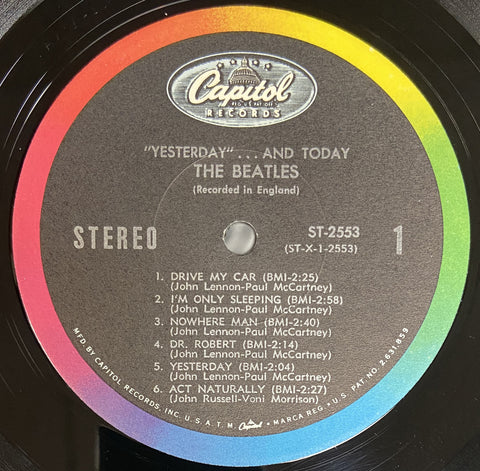 Capitol
REG. U.S. PAT. OFF.
RECORDS
"YESTERDAY" . . . AND TODAY
THE BEATLES
(Recorded in England)
STEREO
ST-2553
(ST-X-1-2553)
1
1. DRIVE MY CAR (BMI-2:25)
(John Lennon-Paul McCartney)
2. I'M ONLY SLEEPING (BMI-2:58)
(John Lennon-Paul McCartney)
3. NOWHERE MAN (BMI-2:40)
(John Lennon-Paul McCartney)
4. DR. ROBERT (BMI-2:14)
(John Lennon-Paul McCartney)
5. YESTERDAY (BMI-2:04)
(John Lennon-Paul McCartney)
6. ACT NATURALLY (BMI-2:27)
(John Russell-Voni Morrison)
MFD. BY CAPITOL RECORDS, INC. U. S. A. T. M. Capitol • MARCA REG. • U. S. PAT. NO. 2,631,859